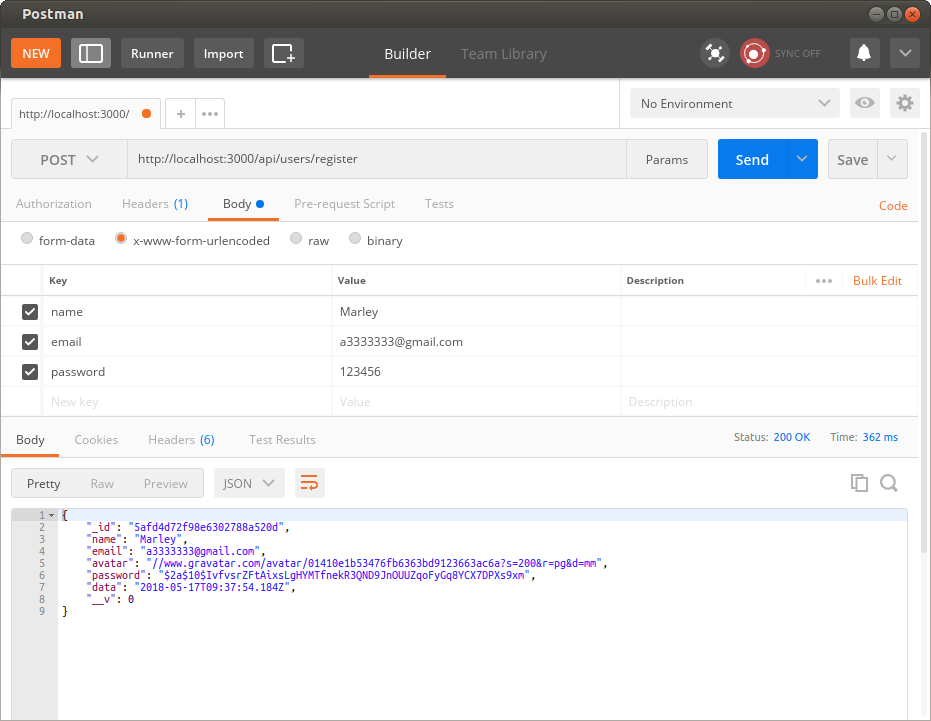 Postman
NEW Runner Import Builder Team Library SYNC OFF
http://localhost:3000/ + No Environment
POST http://localhost:3000/api/users/register Params Send Save
Authorization Headers (1) Body Pre-request Script Tests Code
form-data x-www-form-urlencoded raw binary
Key Value Description Bulk Edit
name Marley
email a3333333@gmail.com
password 123456
New key Value Description
Body Cookies Headers (6) Test Results Status: 200 OK Time: 362 ms
Pretty Raw Preview JSON
1 {
2 "_id": "5afd4d72f98e6302788a520d",
3 "name": "Marley",
4 "email": "a3333333@gmail.com",
5 "avatar": "//www.gravatar.com/avatar/01410e1b53476fb6363bd9123663ac6a?s=200&r=pg&d=mm",
6 "password": "$2a$10$IvfvsrZFtAixsLgHYMTfnekR3QND9JnOUUZqoFyGq8YCX7DPXs9xm",
7 "data": "2018-05-17T09:37:54.184Z",
8 "__v": 0
9 }